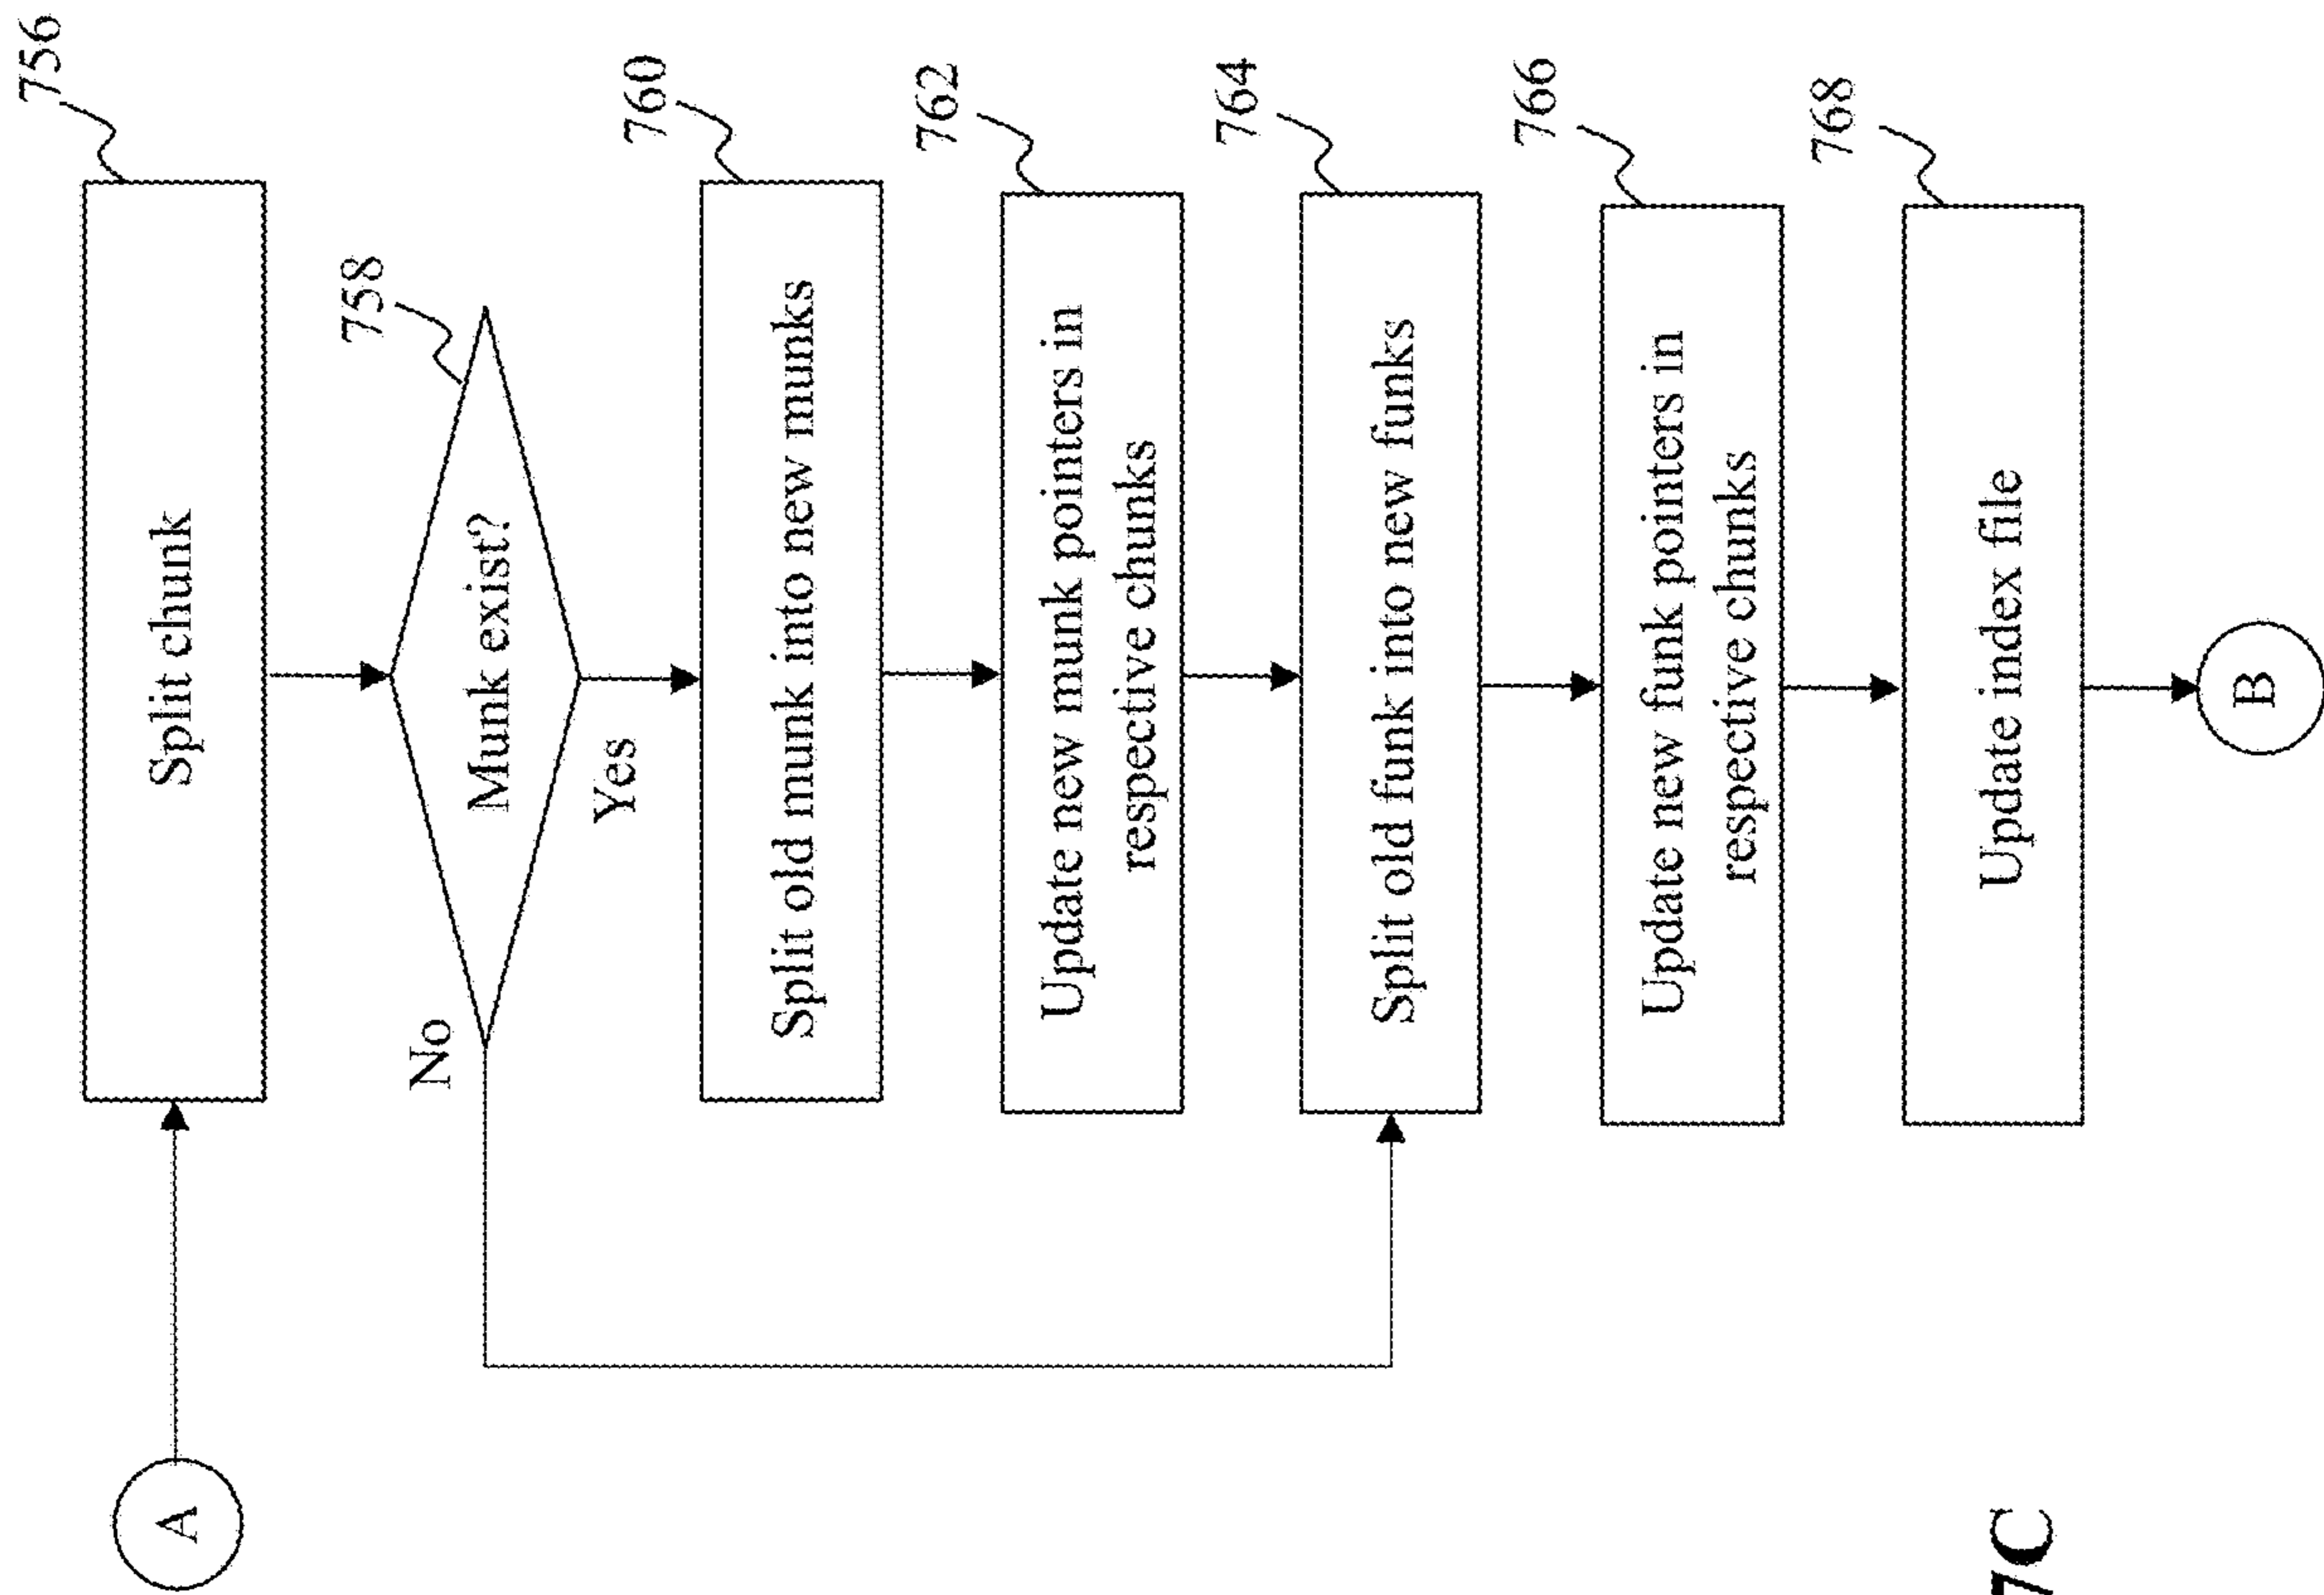 A
Split chunk
756
Munk exist?
758
No
Yes
Split old munk into new munks
760
Update new munk pointers in
respective chunks
762
Split old funk into new funks
764
Update new funk pointers in
respective chunks
766
Update index file
768
B
7C